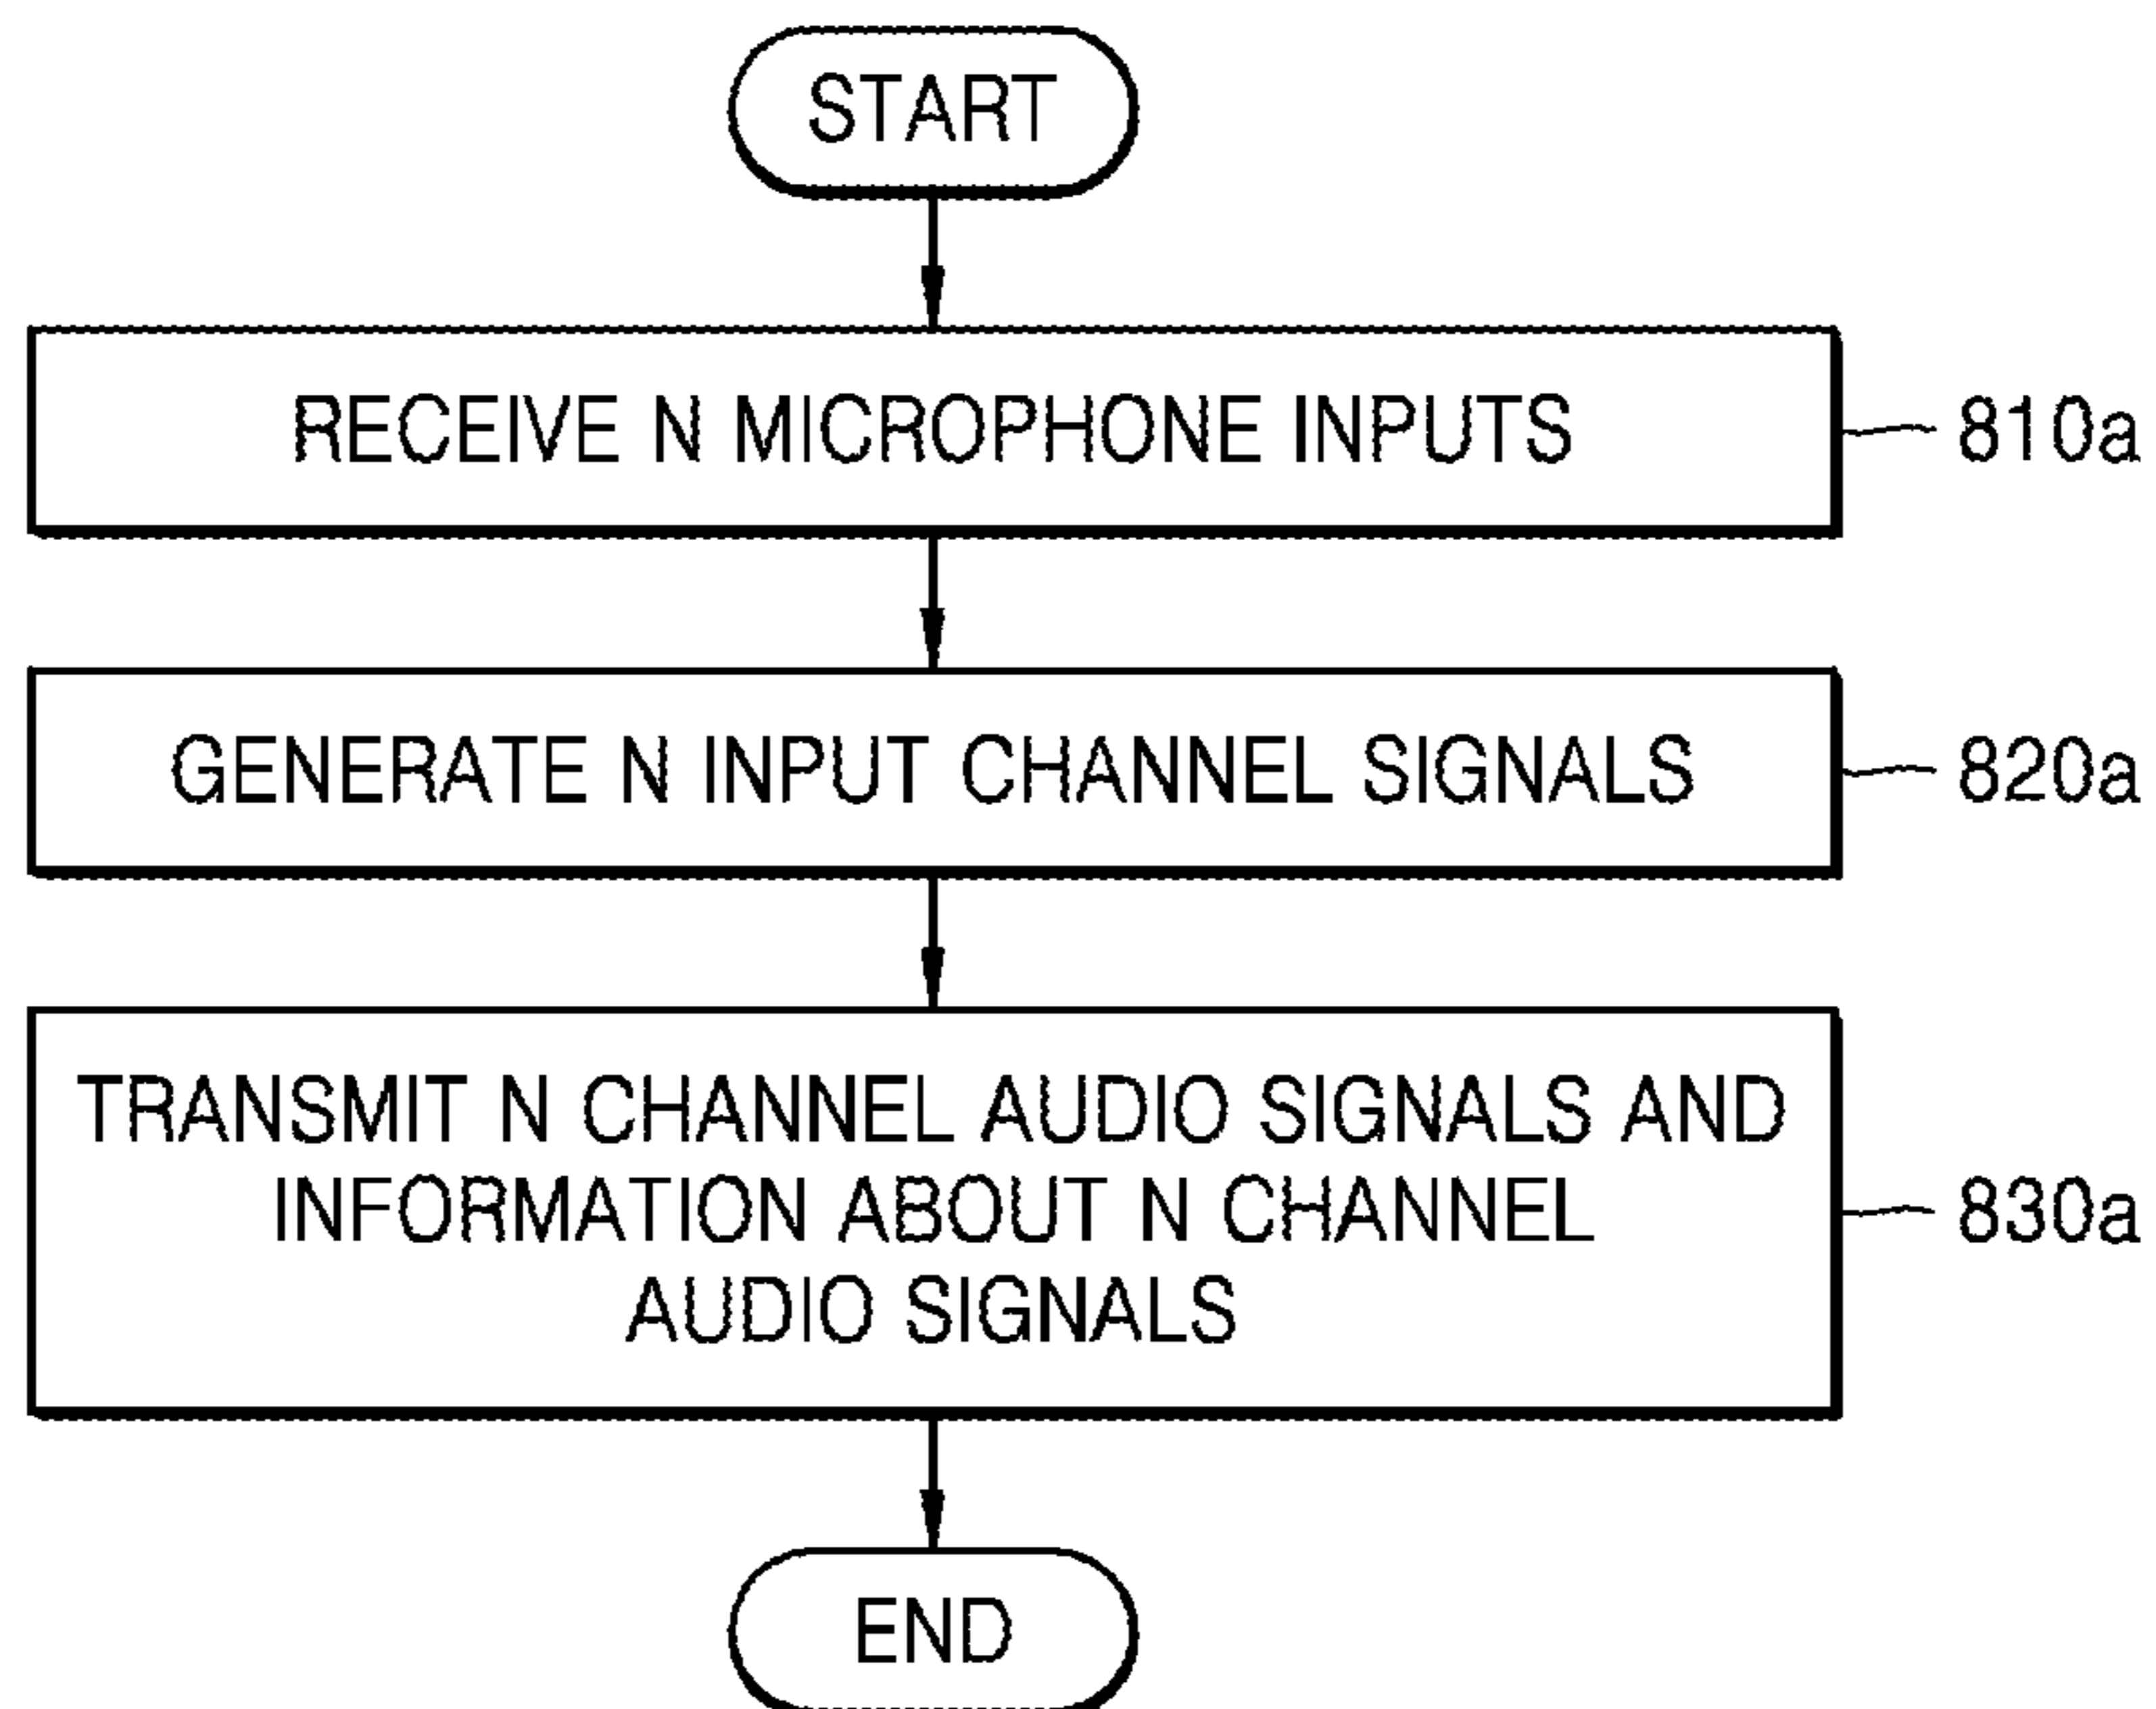 START
RECEIVE N MICROPHONE INPUTS
810a
GENERATE N INPUT CHANNEL SIGNALS
820a
TRANSMIT N CHANNEL AUDIO SIGNALS AND
INFORMATION ABOUT N CHANNEL
AUDIO SIGNALS
830a
END